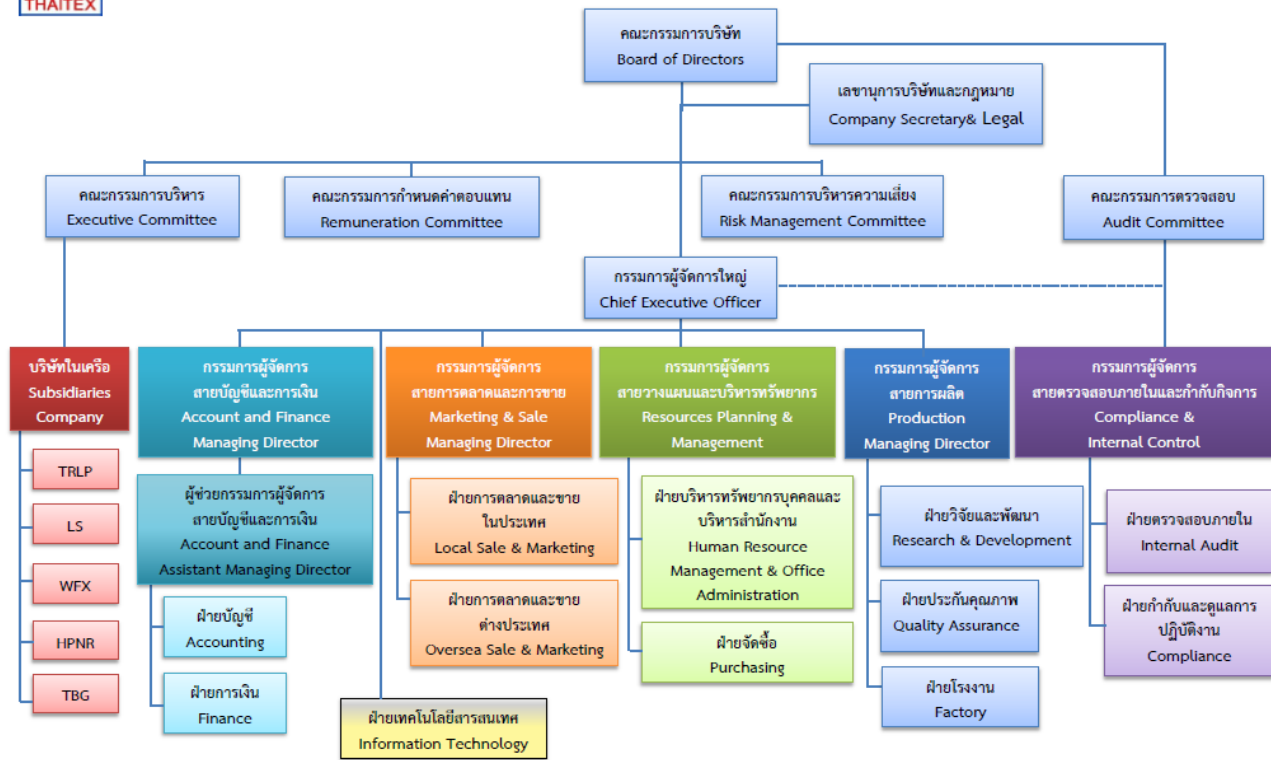 THAITEX
คณะกรรมการบริษัท
Board of Directors
เลขานุการบริษัทและกฎหมาย
Company Secretary& Legal
คณะกรรมการบริหาร
Executive Committee
คณะกรรมการกำหนดค่าตอบแทน
Remuneration Committee
คณะกรรมการบริหารความเสี่ยง
Risk Management Committee
คณะกรรมการตรวจสอบ
Audit Committee
กรรมการผู้จัดการใหญ่
Chief Executive Officer
บริษัทในเครือ
Subsidiaries
Company
TRLP
LS
WFX
HPNR
TBG
กรรมการผู้จัดการ
สายบัญชีและการเงิน
Account and Finance
Managing Director
ผู้ช่วยกรรมการผู้จัดการ
สายบัญชีและการเงิน
Account and Finance
Assistant Managing Director
ฝ่ายบัญชี
Accounting
ฝ่ายการเงิน
Finance
ฝ่ายเทคโนโลยีสารสนเทศ
Information Technology
กรรมการผู้จัดการ
สายการตลาดและการขาย
Marketing & Sale
Managing Director
ฝ่ายการตลาดและขาย
ในประเทศ
Local Sale & Marketing
ฝ่ายการตลาดและขาย
ต่างประเทศ
Oversea Sale & Marketing
กรรมการผู้จัดการ
สายวางแผนและบริหารทรัพยากร
Resources Planning &
Management
ฝ่ายบริหารทรัพยากรบุคคลและ
บริหารสำนักงาน
Human Resource
Management & Office
Administration
ฝ่ายจัดซื้อ
Purchasing
กรรมการผู้จัดการ
สายการผลิต
Production
Managing Director
ฝ่ายวิจัยและพัฒนา
Research & Development
ฝ่ายประกันคุณภาพ
Quality Assurance
ฝ่ายโรงงาน
Factory
กรรมการผู้จัดการ
สายตรวจสอบภายในและกำกับกิจการ
Compliance &
Internal Control
ฝ่ายตรวจสอบภายใน
Internal Audit
ฝ่ายกำกับและดูแลการ
ปฏิบัติงาน
Compliance